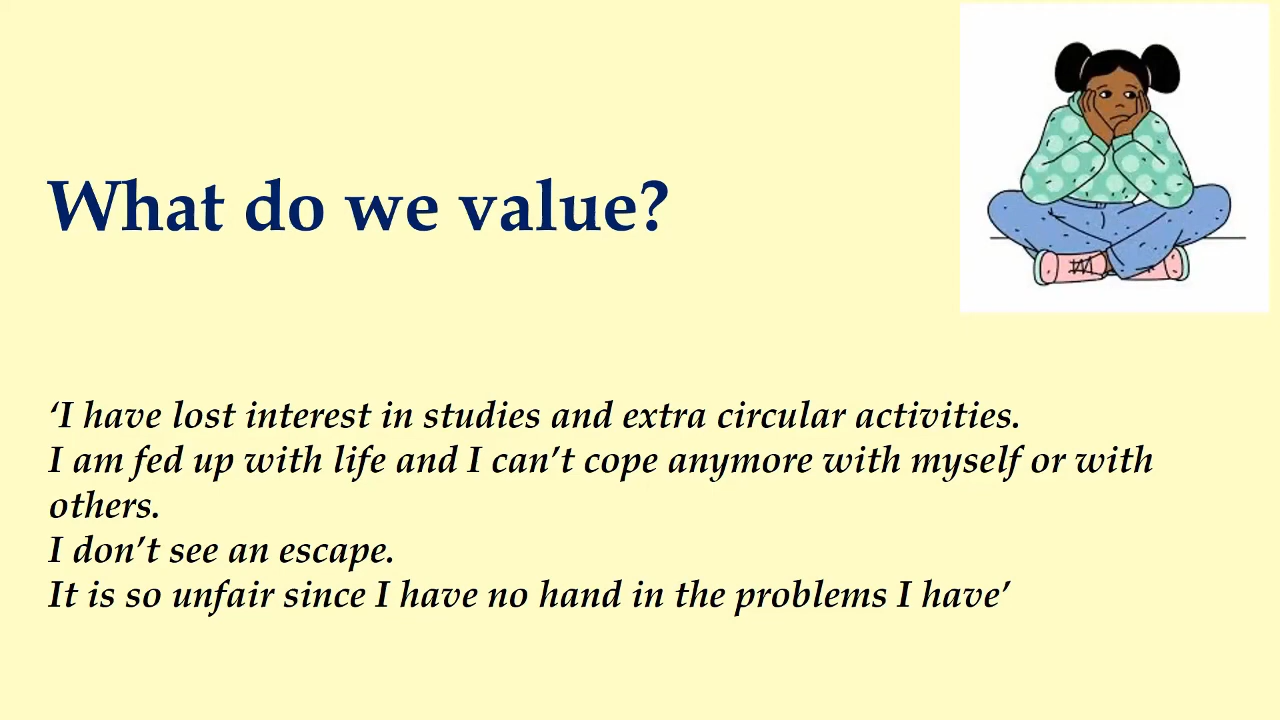 What do we value?
‘I have lost interest in studies and extra circular activities.
I am fed up with life and I can’t cope anymore with myself or with
others.
I don’t see an escape.
It is so unfair since I have no hand in the problems I have’